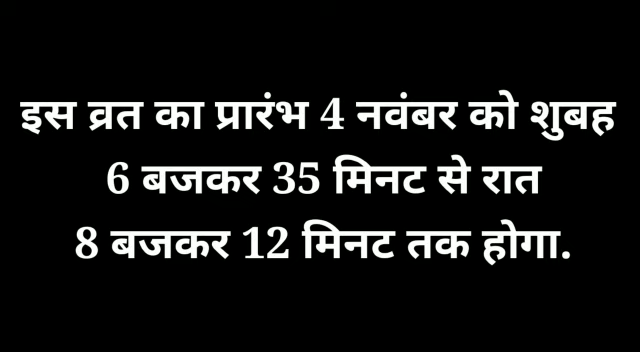 इस व्रत का प्रारंभ 4 नवंबर को शुबह
6 बजकर 35 मिनट से रात
8 बजकर 12 मिनट तक होगा.